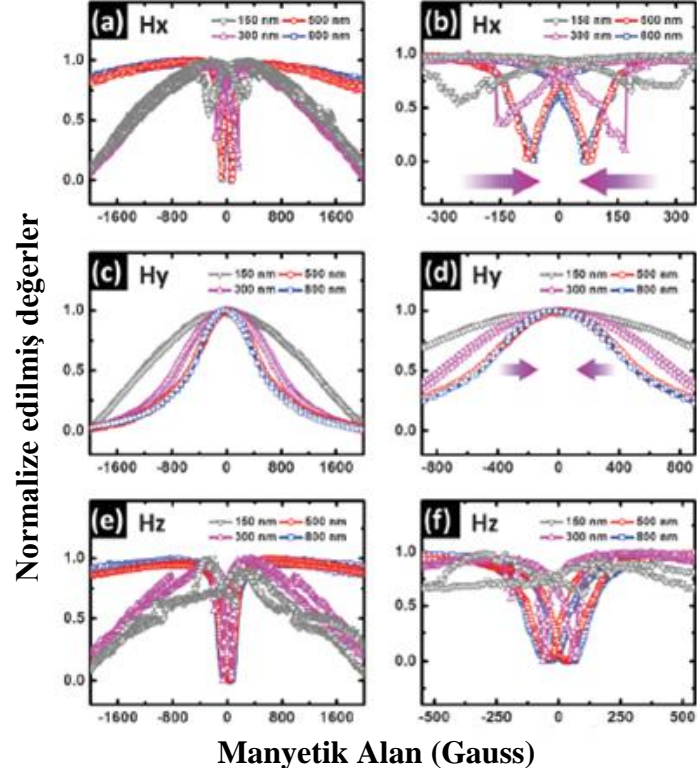 (a) Hx 150 nm 500 nm
300 nm 800 nm
1.0
0.5
0.0
-1600 -800 0 800 1600
(b) Hx 150 nm 500 nm
300 nm 800 nm
1.0
0.5
0.0
-300 -150 0 150 300
(c) Hy 150 nm 500 nm
300 nm 800 nm
1.0
0.5
0.0
-1600 -800 0 800 1600
(d) Hy 150 nm 500 nm
300 nm 800 nm
1.0
0.5
0.0
-800 -400 0 400 800
(e) Hz 150 nm 500 nm
300 nm 800 nm
1.0
0.5
0.0
-1600 -800 0 800 1600
(f) Hz 150 nm 500 nm
300 nm 800 nm
1.0
0.5
0.0
-500 -250 0 250 500
Normalize edilmiş değerler
Manyetik Alan (Gauss)